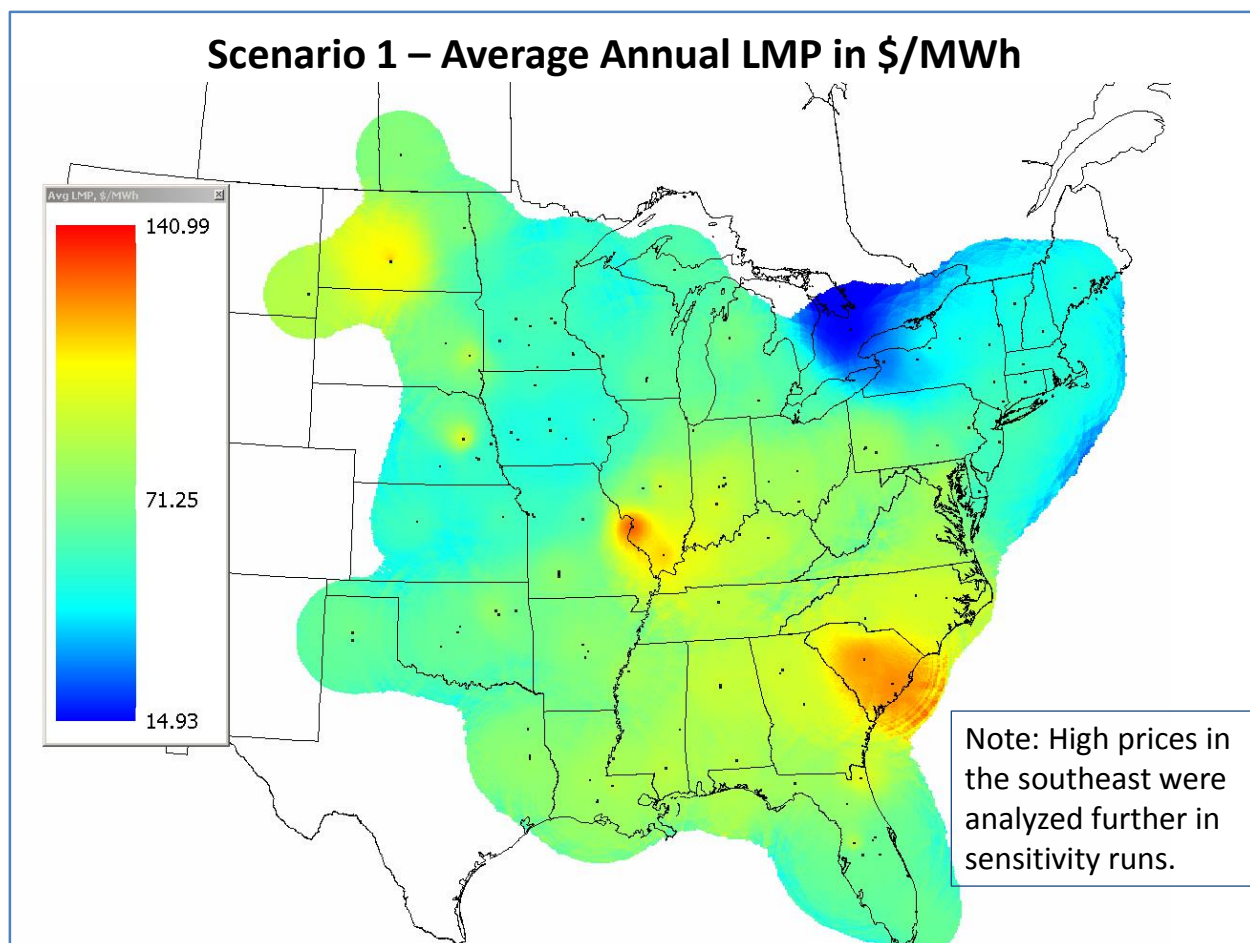 Scenario 1 – Average Annual LMP in $/MWh
Avg LMP, $/MWh
140.99
71.25
14.93
Note: High prices in
the southeast were
analyzed further in
sensitivity runs.